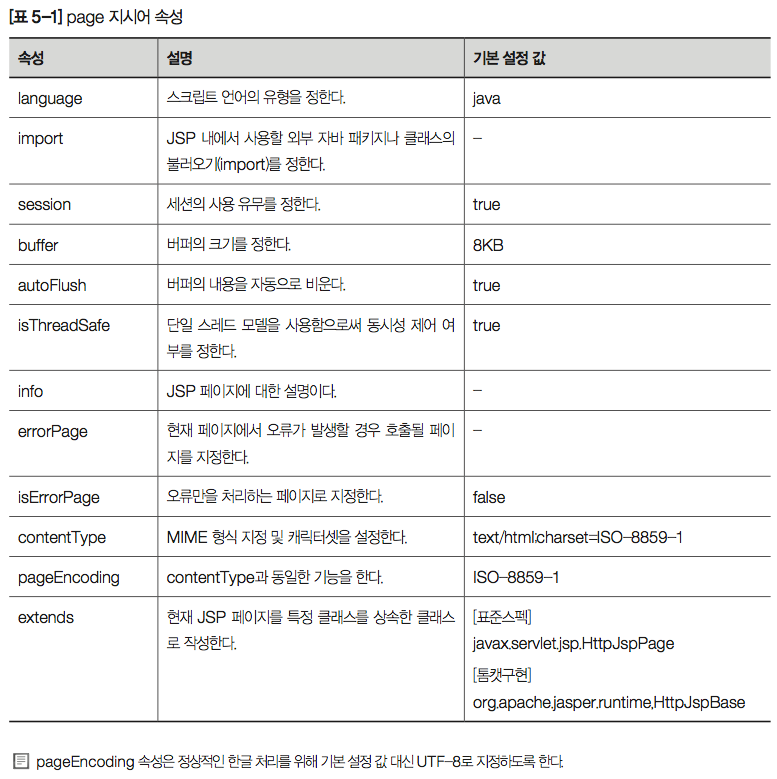 [표 5-1] page 지시어 속성
속성 설명 기본 설정 값
language 스크립트 언어의 유형을 정한다. java
import JSP 내에서 사용할 외부 자바 패키지나 클래스의 –
불러오기(import)를 정한다.
session 세션의 사용 유무를 정한다. true
buffer 버퍼의 크기를 정한다. 8KB
autoFlush 버퍼의 내용을 자동으로 비운다. true
isThreadSafe 단일 스레드 모델을 사용함으로써 동시성 제어 여 true
부를 정한다.
info JSP 페이지에 대한 설명이다. –
errorPage 현재 페이지에서 오류가 발생할 경우 호출될 페이 –
지를 지정한다.
isErrorPage 오류만을 처리하는 페이지로 지정한다. false
contentType MIME 형식 지정 및 캐릭터셋을 설정한다. text/html;charset=ISO-8859-1
pageEncoding contentType과 동일한 기능을 한다. ISO-8859-1
extends 현재 JSP 페이지를 특정 클래스를 상속한 클래스 [표준스펙]
로 작성한다. javax.servlet.jsp.HttpJspPage
[톰캣구현]
org.apache.jasper.runtime.HttpJspBase
pageEncoding 속성은 정상적인 한글 처리를 위해 기본 설정 값 대신 UTF-8로 지정하도록 한다.